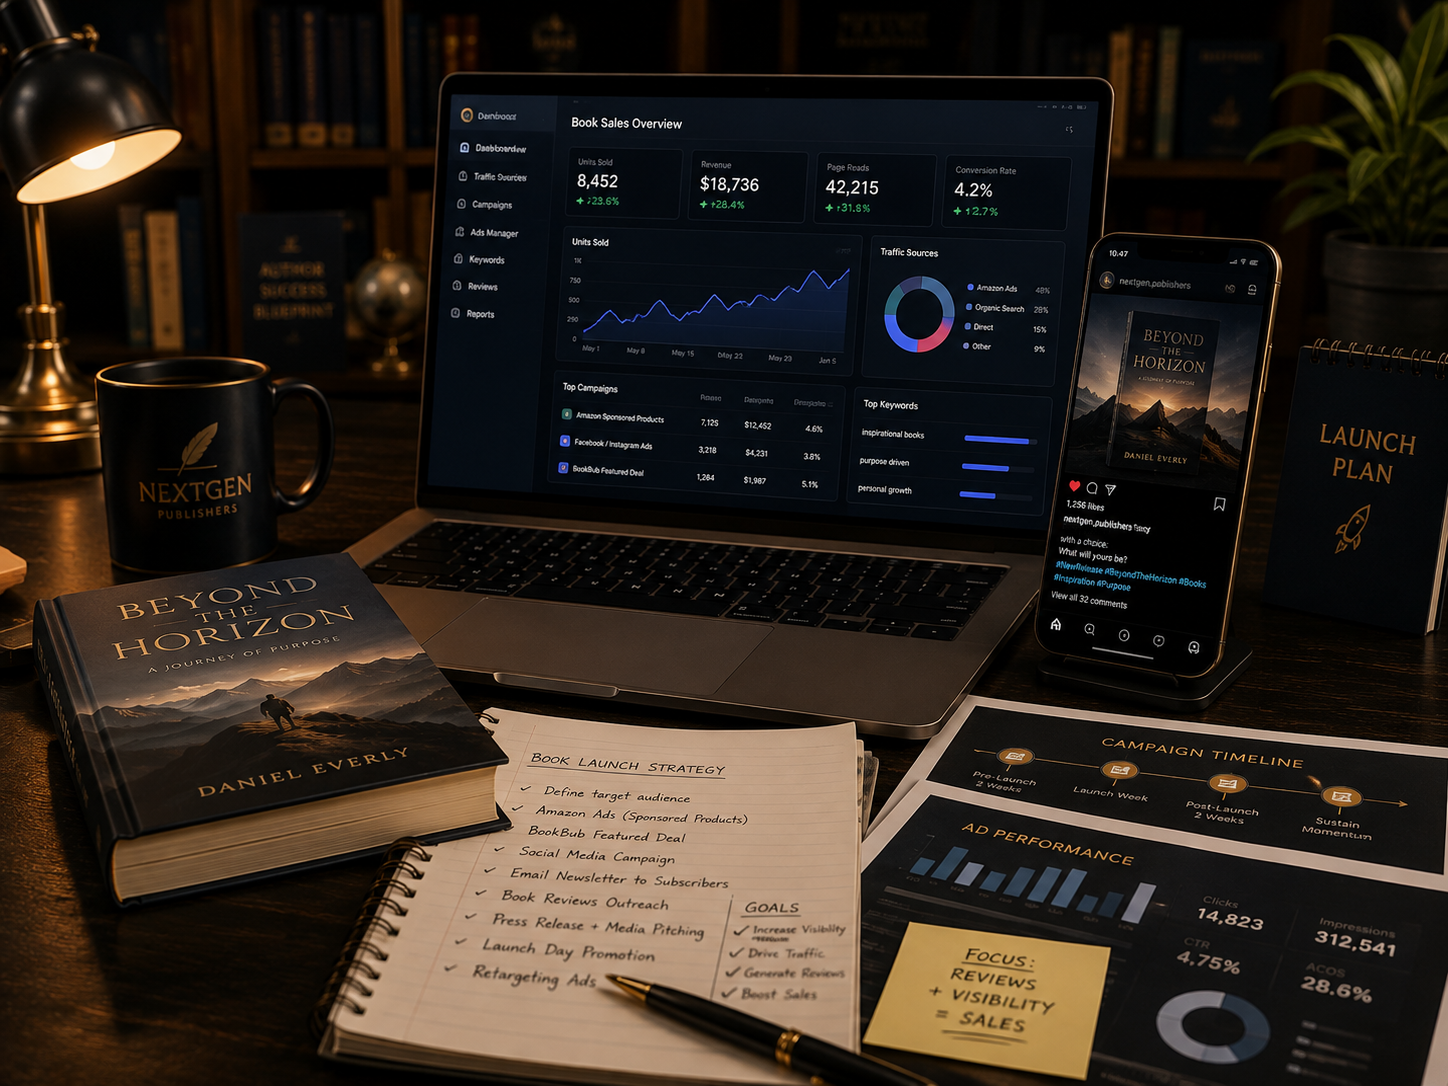 AUTHOR
SUCCESS
BLUEPRINT
NEXTGEN
PUBLISHERS
BEYOND
THE
HORIZON
A JOURNEY OF PURPOSE
DANIEL EVERLY
Dashboard
Traffic Sources
Campaigns
Ads Manager
Keywords
Reviews
Reports
Book Sales Overview
Units Sold
8,452
+23.6%
Revenue
$18,736
+28.4%
Page Reads
42,215
+31.8%
Conversion Rate
4.2%
+2.7%
Units Sold
1K
750
500
250
0
May 1
May 8
May 15
May 22
May 23
Jan 5
Traffic Sources
Amazon Ads 48%
Organic Search 28%
Direct 15%
Other 9%
Top Campaigns
Amazon Sponsored Products 7,125 $12,452 4.6%
Facebook / Instagram Ads 3,218 $4,231 3.8%
BookBub Featured Deal 1,264 $1,987 5.1%
Top Keywords
inspirational books
purpose driven
personal growth
10:47
nextgen.publishers
BEYOND
THE
HORIZON
DANIEL EVERLY
1,256 likes
nextgen.publishers
with a choice:
What will yours be?
#NewRelease #BeyondTheHorizon #Books
#Inspiration #Purpose
View all 32 comments
LAUNCH
PLAN
BOOK LAUNCH STRATEGY
✓ Define target audience
✓ Amazon Ads (Sponsored Products)
BookBub Featured Deal
✓ Social Media Campaign
✓ Email Newsletter to Subscribers
✓ Book Reviews Outreach
✓ Press Release + Media Pitching
✓ Launch Day Promotion
✓ Retargeting Ads
GOALS
✓ Increase Visibility
✓ Drive Traffic
✓ Generate Reviews
✓ Boost Sales
CAMPAIGN TIMELINE
Pre-Launch
2 Weeks
Launch Week
Post-Launch
2 Weeks
Sustain
Momentum
AD PERFORMANCE
Clicks
14,823
Impressions
312,541
CTR
4.75%
ACOS
28.6%
FOCUS:
REVIEWS
+ VISIBILITY
= SALES